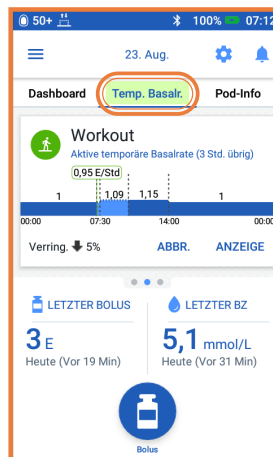 50+ 100% 07:12
23. Aug.
Dashboard Temp. Basalr. Pod-Info
Workout
Aktive temporäre Basalrate (3 Std. übrig)
0,95 E/Std
1 1,09 1,15 1
00:00 07:30 14:00 00:00
Verring. 5% ABBR. ANZEIGE
LETZTER BOLUS LETZTER BZ
3 E 5,1 mmol/L
Heute (Vor 19 Min) Heute (Vor 31 Min)
Bolus